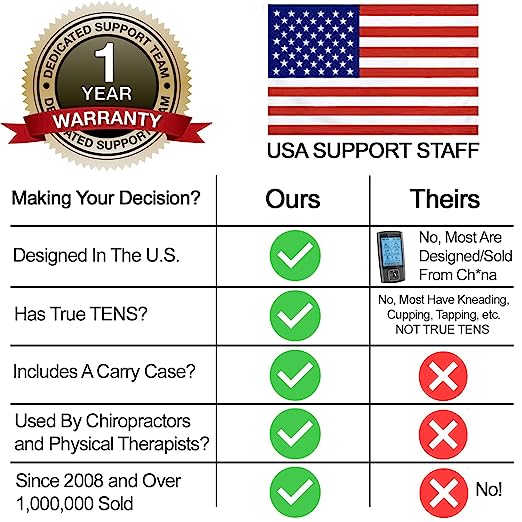 DEDICATED SUPPORT TEAM
1
YEAR
WARRANTY
DEDICATED SUPPORT TEAM
USA SUPPORT STAFF
Making Your Decision?
Ours
Theirs
Designed In The U.S.
No, Most Are
Designed/Sold
From Ch*na
Has True TENS?
No, Most Have Kneading,
Cupping, Tapping, etc.
NOT TRUE TENS
Includes A Carry Case?
Used By Chiropractors
and Physical Therapists?
Since 2008 and Over
1,000,000 Sold
No!